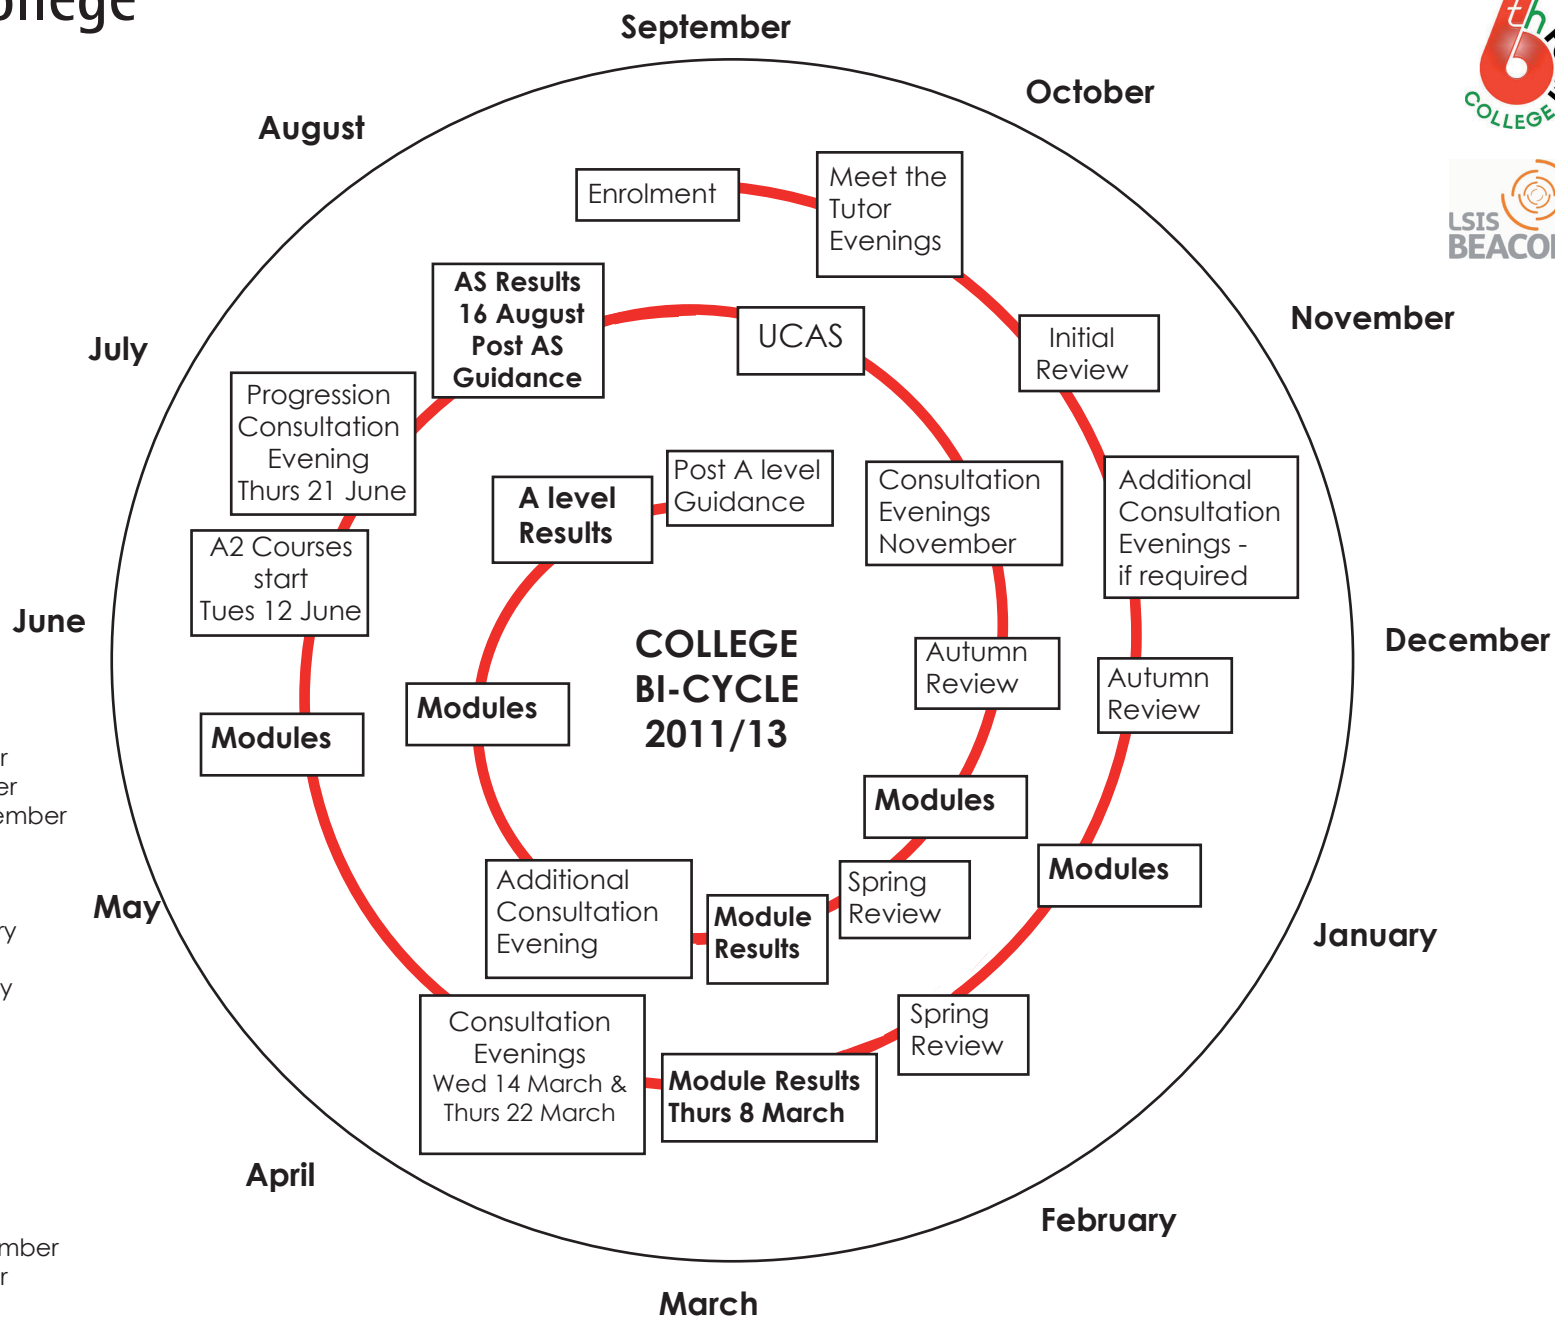 September
October
August
November
July
June
December
May
January
April
February
March
Enrolment
Meet the
Tutor
Evenings
Initial
Review
Additional
Consultation
Evenings -
if required
Autumn
Review
Modules
Spring
Review
Module Results
Thurs 8 March
Consultation
Evenings
Wed 14 March &
Thurs 22 March
Modules
A2 Courses
start
Tues 12 June
Progression
Consultation
Evening
Thurs 21 June
AS Results
16 August
Post AS
Guidance
UCAS
Consultation
Evenings
November
Autumn
Review
Modules
Spring
Review
Module
Results
Additional
Consultation
Evening
Modules
A level
Results
Post A level
Guidance
COLLEGE
BI-CYCLE
2011/13
th
COLLEGE
LSIS